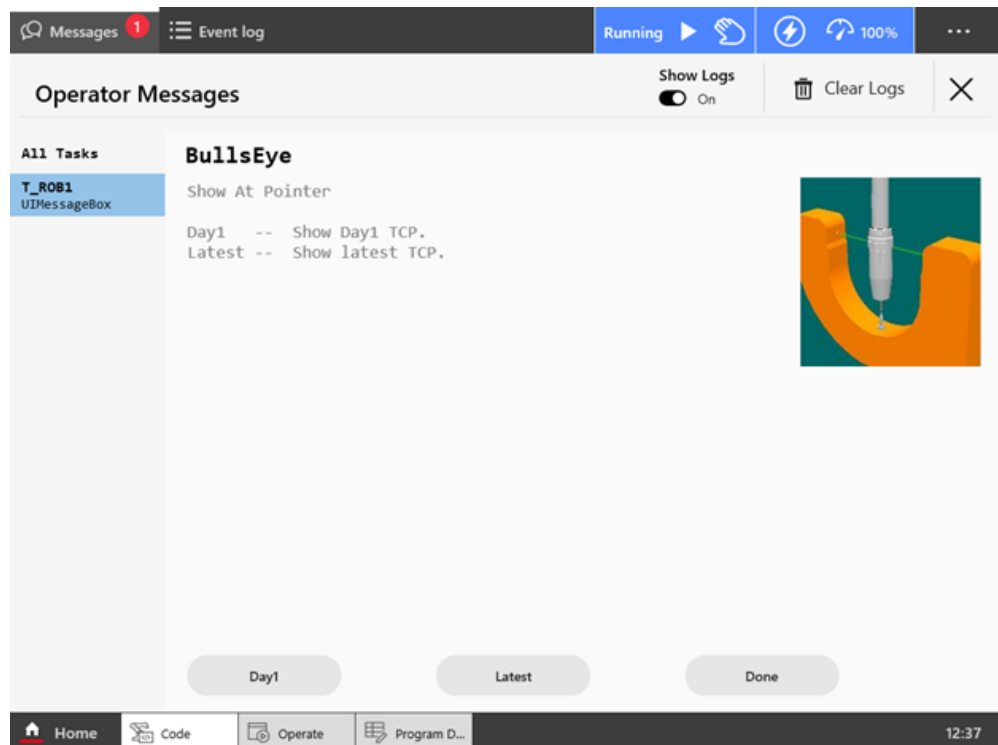 Messages 1 Event log Running 100% ...
Operator Messages Show Logs On Clear Logs
All Tasks
T_ROB1
UIMessageBox
BullsEye
Show At Pointer
Day1 -- Show Day1 TCP.
Latest -- Show latest TCP.
Day1 Latest Done
Home Code Operate Program D... 12:37